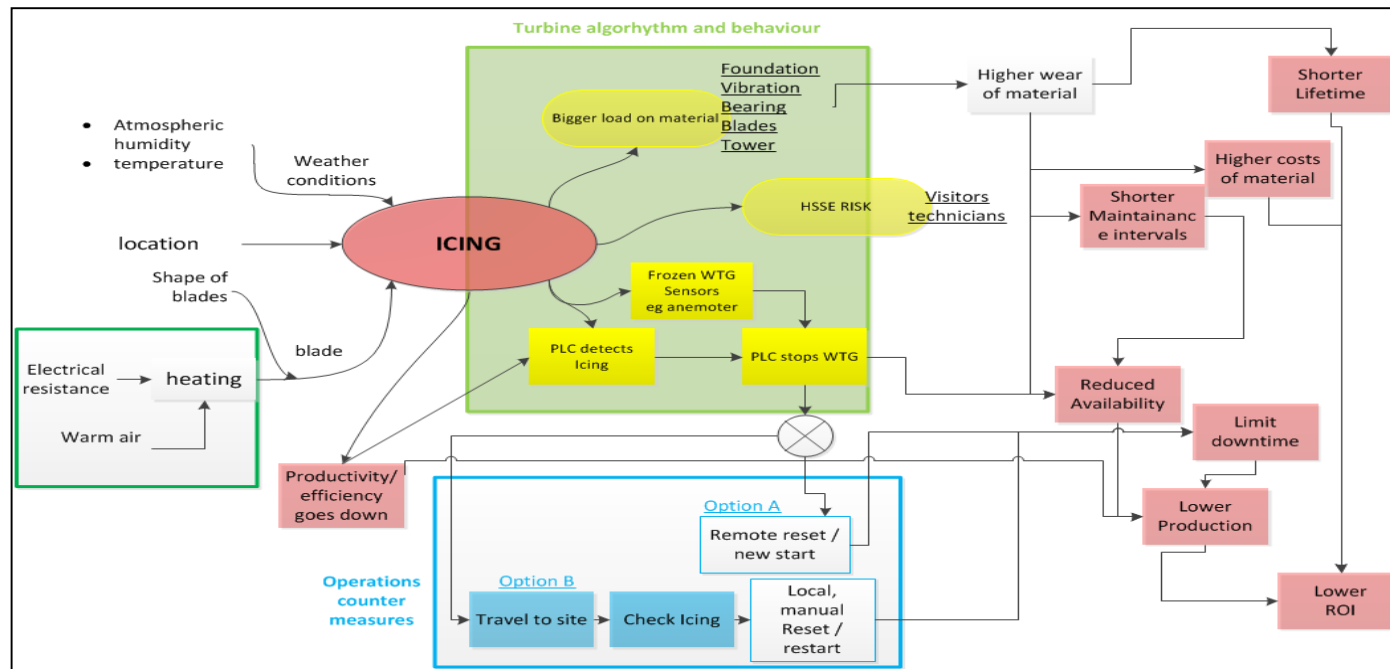 Turbine algorhythm and behaviour
Foundation
Vibration
Bearing
Blades
Tower
Bigger load on material
Higher wear
of material
Shorter
Lifetime
• Atmospheric
humidity
• temperature
Weather
conditions
Higher costs
of material
Shorter
Maintainanc
e intervals
HSSE RISK
Visitors
technicians
location
ICING
Shape of
blades
Frozen WTG
Sensors
eg anemoter
blade
Electrical
resistance
heating
PLC detects
Icing
PLC stops WTG
Reduced
Availability
Warm air
Limit
downtime
Productivity/
efficiency
goes down
Option A
Remote reset /
new start
Lower
Production
Operations
counter
measures
Option B
Travel to site
Check Icing
Local,
manual
Reset /
restart
Lower
ROI